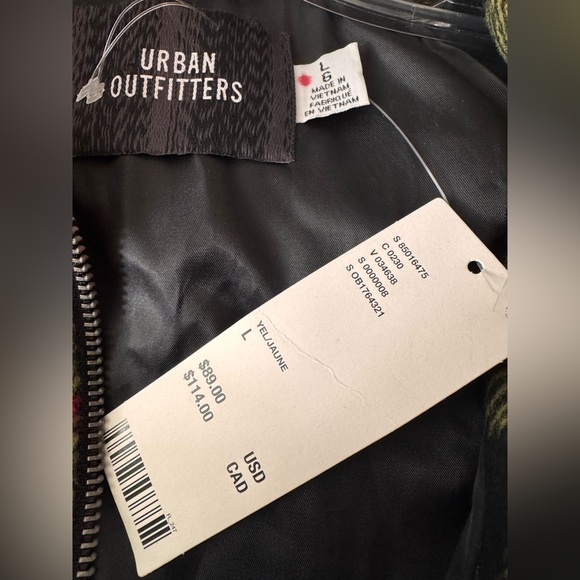 URBAN
OUTFITTERS
L
G
MADE IN
VIETNAM
FABRIQUE
EN VIETNAM
S 85016475
C 0230
V 034638
S 0000008
S OB1764321
YEL/JAUNE
L
$89.00
$114.00
USD
CAD